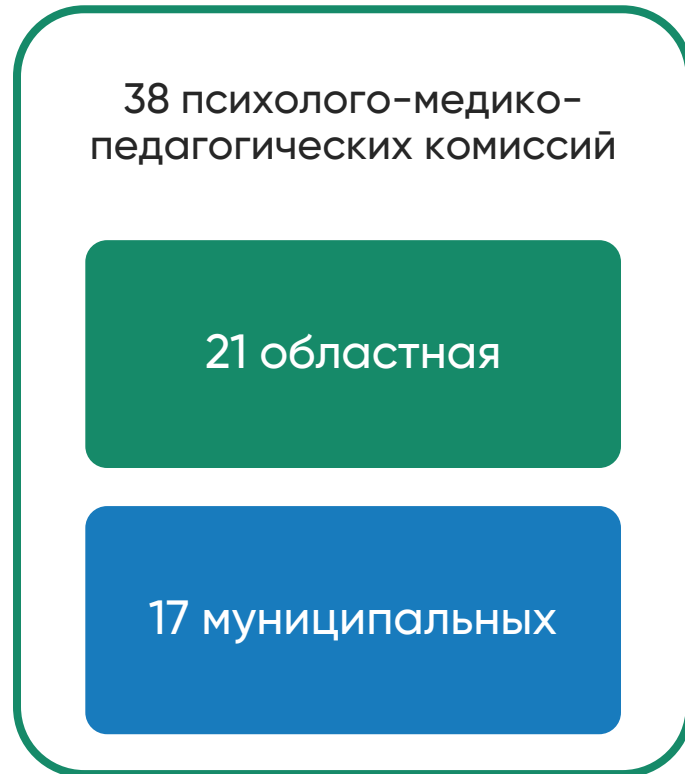 38 психолого-медико-
педагогических комиссий
21 областная
17 муниципальных